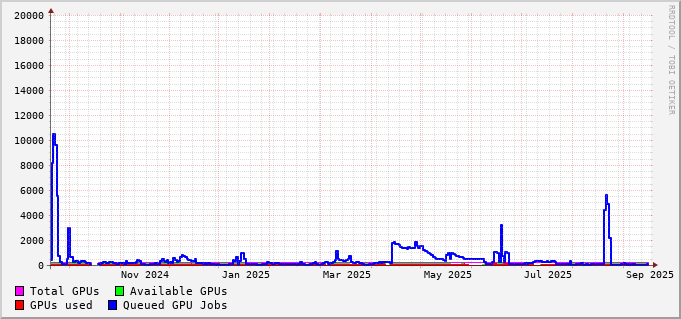 20000
18000
16000
14000
12000
10000
8000
6000
4000
2000
0
Nov 2024 Jan 2025 Mar 2025 May 2025 Jul 2025 Sep 2025
Total GPUs Available GPUs
GPUs used Queued GPU Jobs
RRDTOOL / TOBI OETIKER